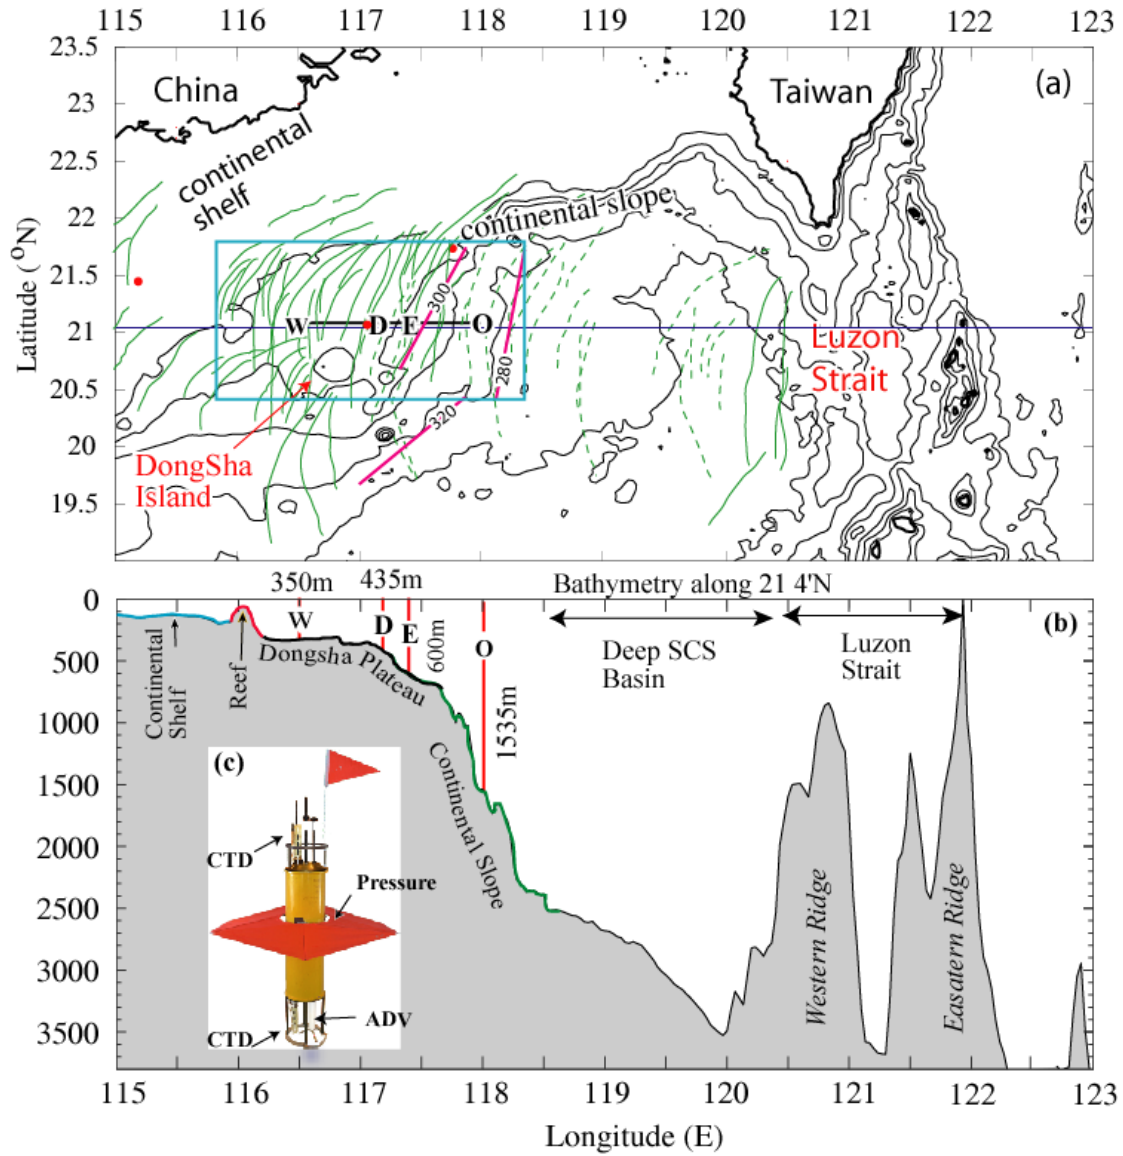 115 116 117 118 119 120 121 122 123
23.5
(a)
China
Taiwan
23
continental
shelf
22.5
22
continental slope
Latitude (°N)
21.5
300
W D E O
21
Luzon
Strait
280
20.5
320
20
DongSha
Island
19.5
350m 435m Bathymetry along 21 4'N
0
W D E O (b)
600m
Dongsha Plateau
Deep SCS
Basin
Luzon
Strait
500
Continental
Shelf
Reef
1000
1535m
(c)
Continental Slope
1500
CTD
2000
Pressure
2500
Western Ridge
Easatern Ridge
3000
ADV
CTD
3500
115 116 117 118 119 120 121 122 123
Longitude (E)